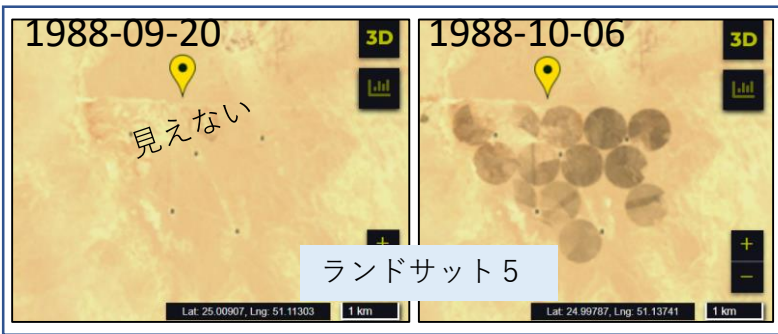 1988-09-20
3D
見えない
+
Lat: 25.00907, Lng: 51.11303
1 km
1988-10-06
3D
+
−
Lat: 24.99787, Lng: 51.13741
1 km
ランドサット５